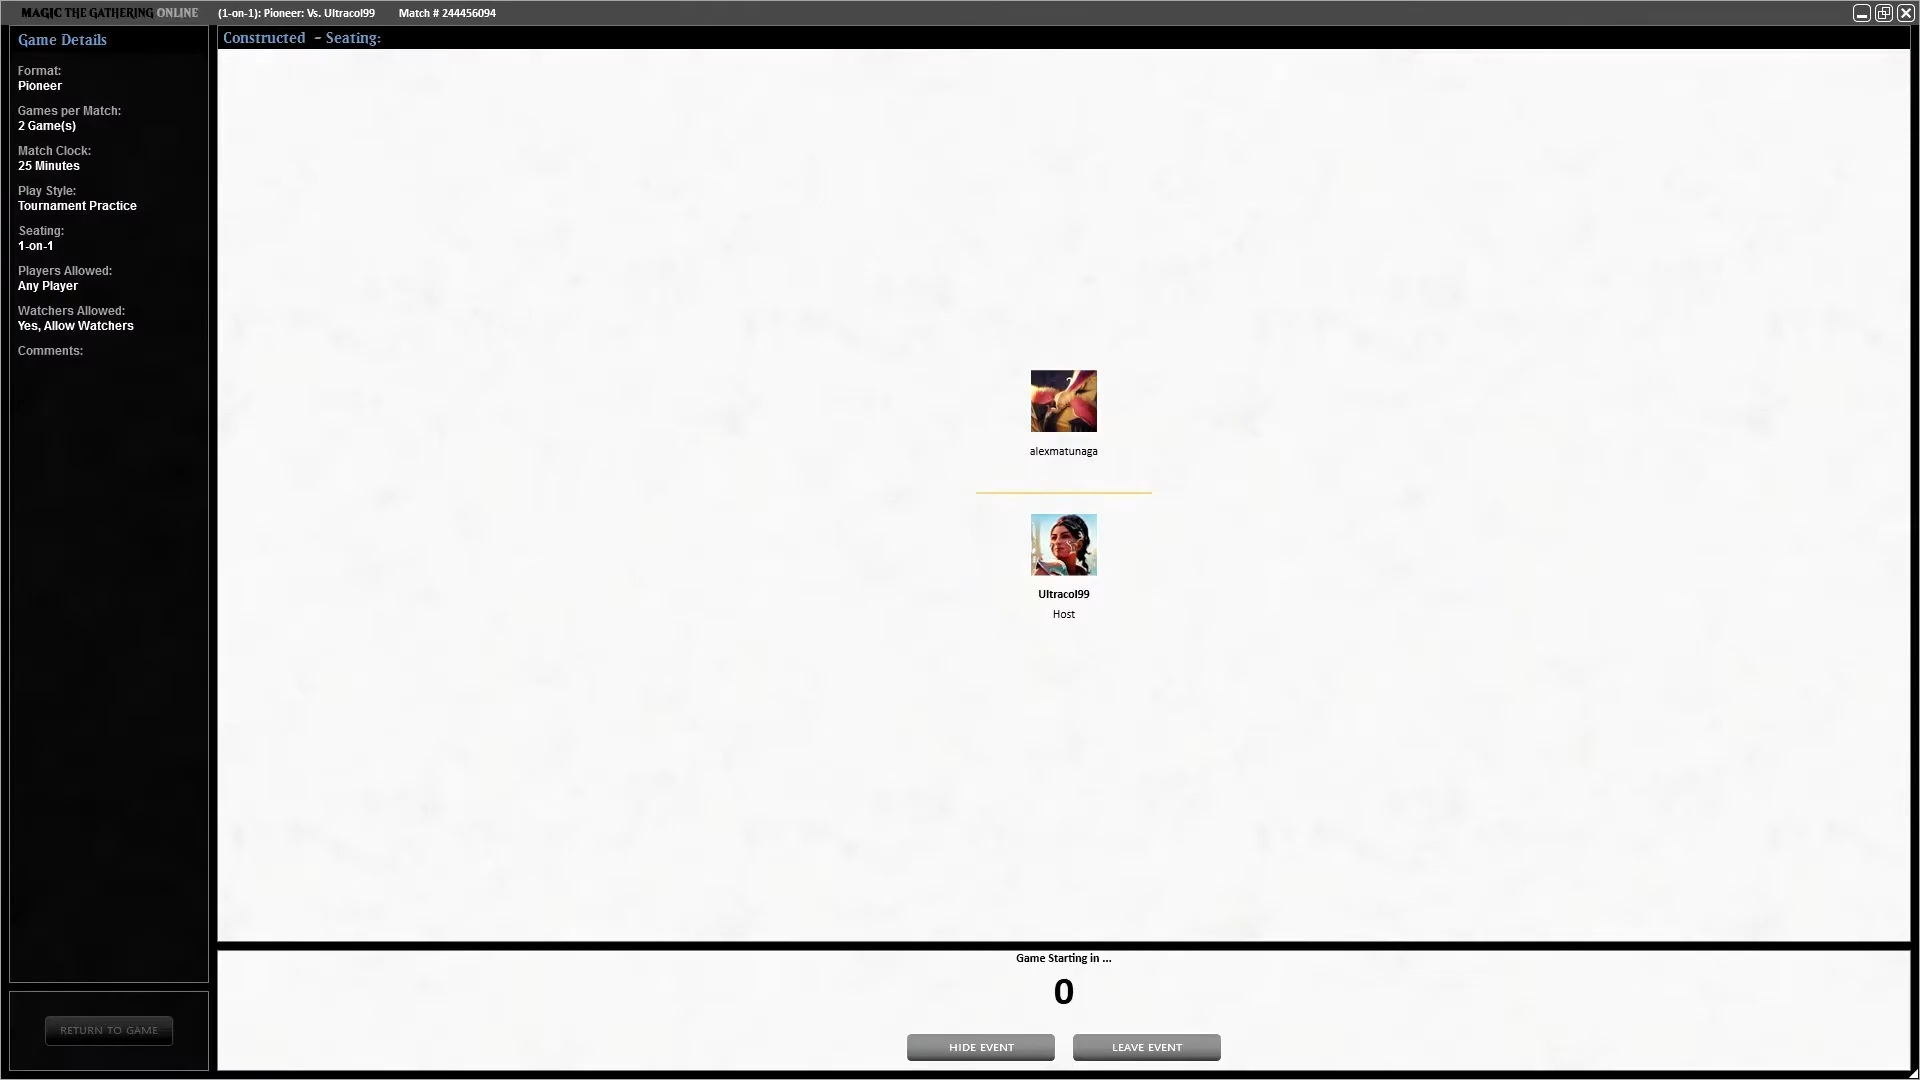 MAGIC THE GATHERING ONLINE (1-on-1): Pioneer: Vs. Ultracol99 Match # 244456094
Game Details
Format:
Pioneer
Games per Match:
2 Game(s)
Match Clock:
25 Minutes
Play Style:
Tournament Practice
Seating:
1-on-1
Players Allowed:
Any Player
Watchers Allowed:
Yes, Allow Watchers
Comments:
RETURN TO GAME
Constructed - Seating:
alexmatunaga
Ultracol99
Host
Game Starting in ...
0
HIDE EVENT LEAVE EVENT